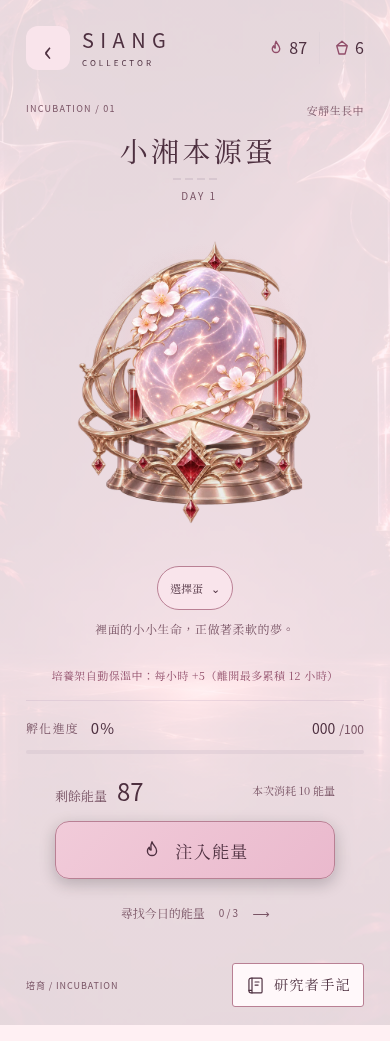 SIANG
COLLECTOR
87
6
INCUBATION / 01
安靜生長中
小湘本源蛋
DAY 1
選擇蛋
裡面的小小生命，正做著柔軟的夢。
培養架自動保溫中：每小時 +5（離開最多累積 12 小時）
孵化進度 0% 000 /100
剩餘能量 87 本次消耗 10 能量
注入能量
尋找今日的能量 0/3 →
培育 / INCUBATION
研究者手記